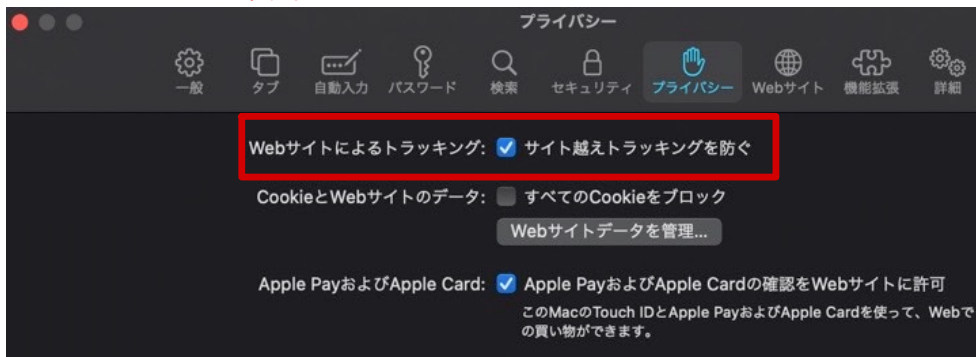 プライバシー
一般 タブ 自動入力 パスワード 検索 セキュリティ プライバシー Webサイト 機能拡張 詳細
Webサイトによるトラッキング: サイト越えトラッキングを防ぐ
CookieとWebサイトのデータ: すべてのCookieをブロック
Webサイトデータを管理...
Apple PayおよびApple Card: Apple PayおよびApple Cardの確認をWebサイトに許可
このMacのTouch IDとApple PayおよびApple Cardを使って、Webで
の買い物ができます。